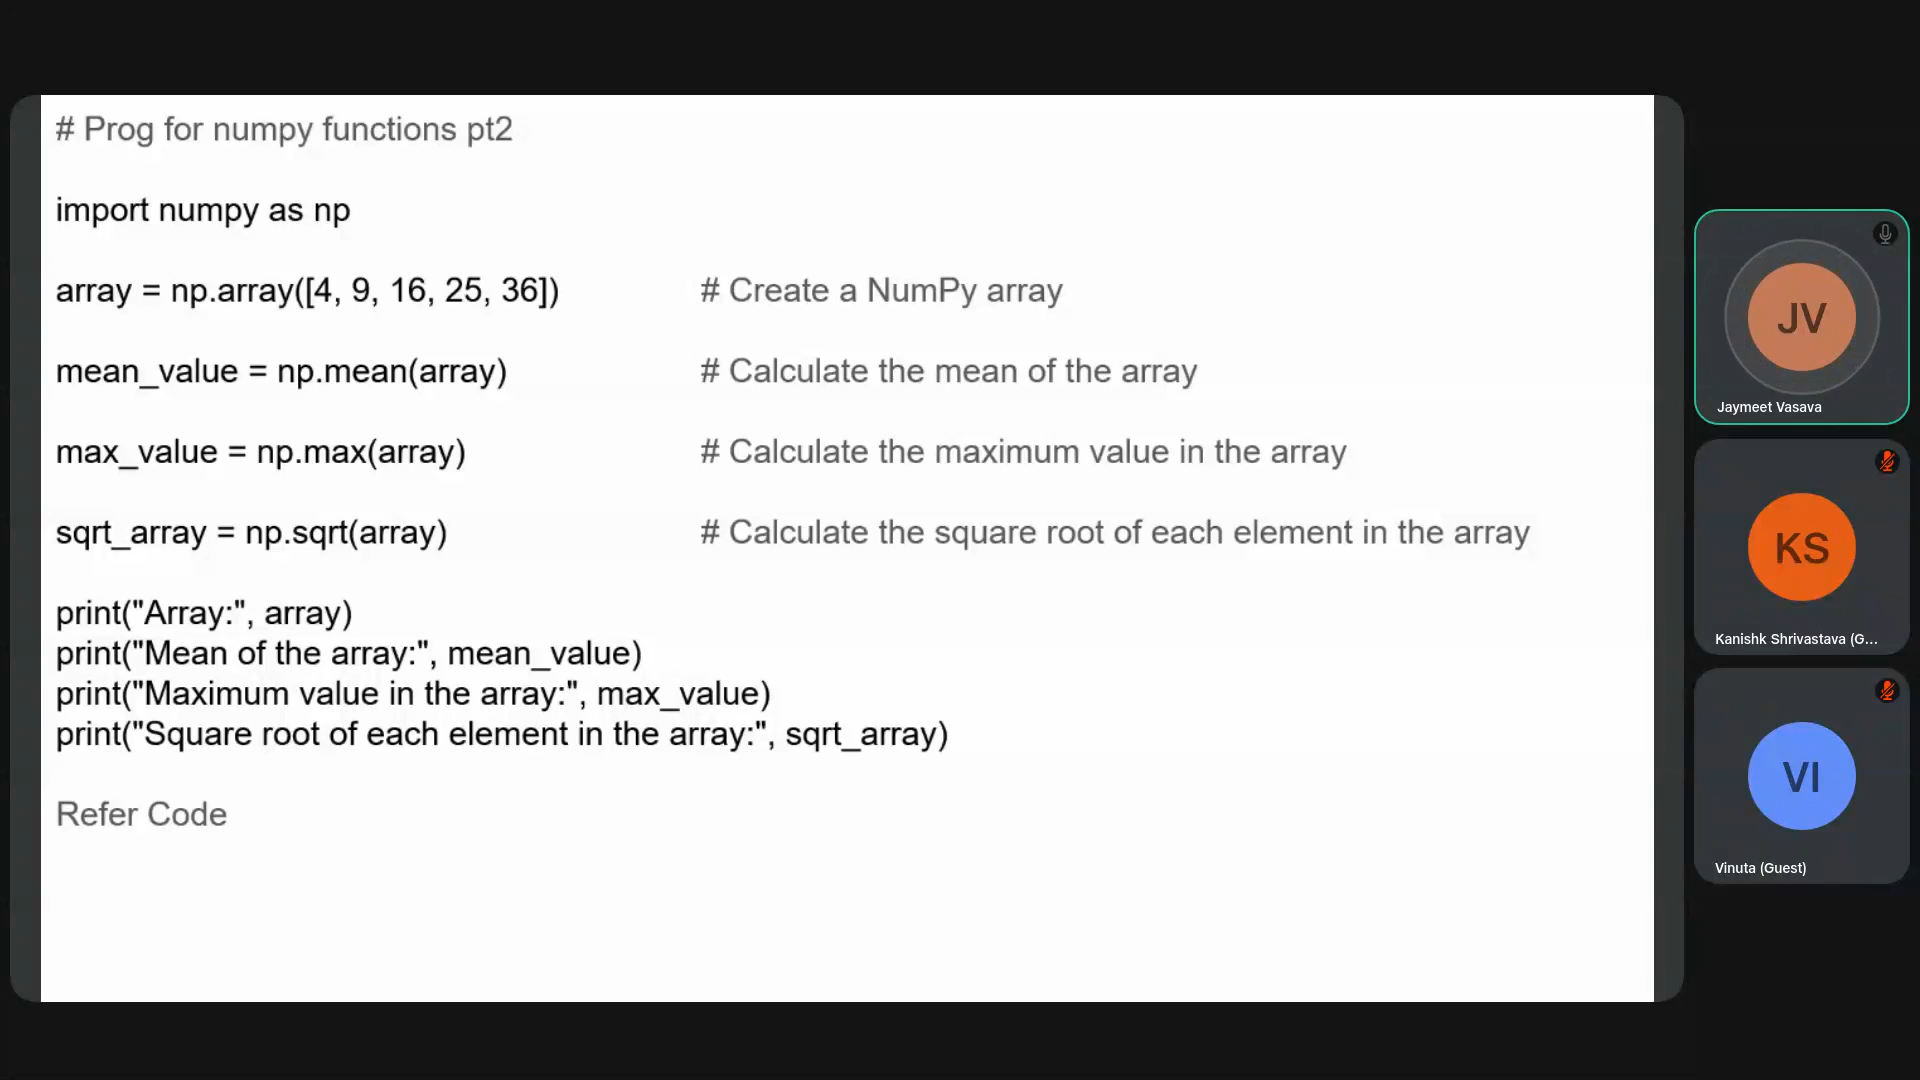 # Prog for numpy functions pt2
import numpy as np
array = np.array([4, 9, 16, 25, 36]) # Create a NumPy array
mean_value = np.mean(array) # Calculate the mean of the array
max_value = np.max(array) # Calculate the maximum value in the array
sqrt_array = np.sqrt(array) # Calculate the square root of each element in the array
print("Array:", array)
print("Mean of the array:", mean_value)
print("Maximum value in the array:", max_value)
print("Square root of each element in the array:", sqrt_array)
Refer Code
JV
Jaymeet Vasava
KS
Kanishk Shrivastava (G...
VI
Vinuta (Guest)